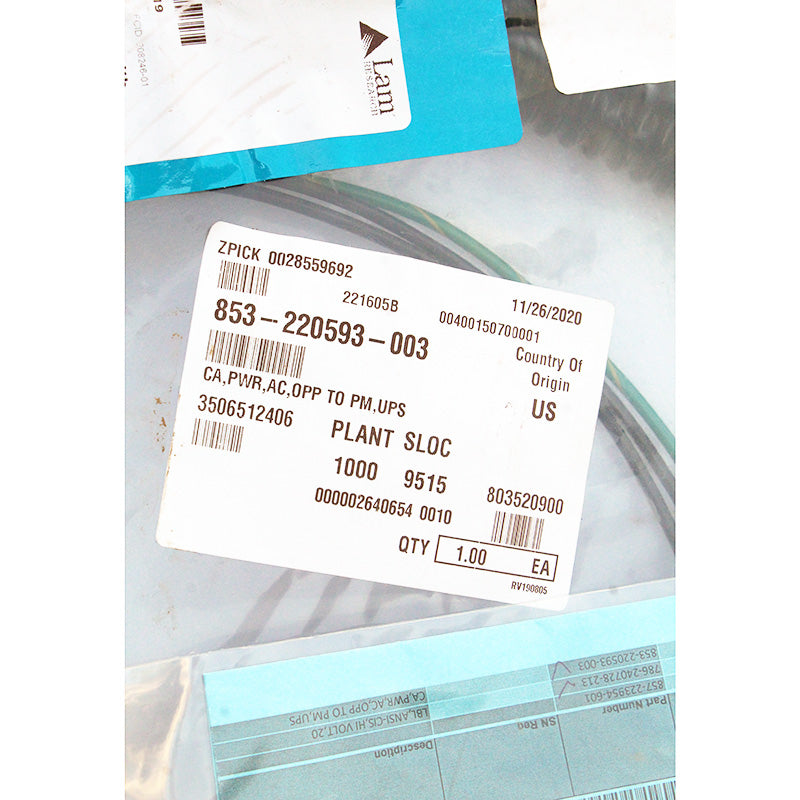 Lam
RESEARCH
ZPICK 0028559692
221605B
11/26/2020
00400150700001
853-220593-003
Country Of
Origin
US
CA,PWR,AC,OPP TO PM,UPS
3506512406
PLANT SLOC
1000 9515
000002640654 0010
803520900
QTY 1.00 EA
RV190805
Description SN Req Part Number
LBL,ANSI-CIS,HI VOLT,20
CA,PWR,AC,OPP TO PM,UPS
857-223954-601
786-240728-213
853-220593-003